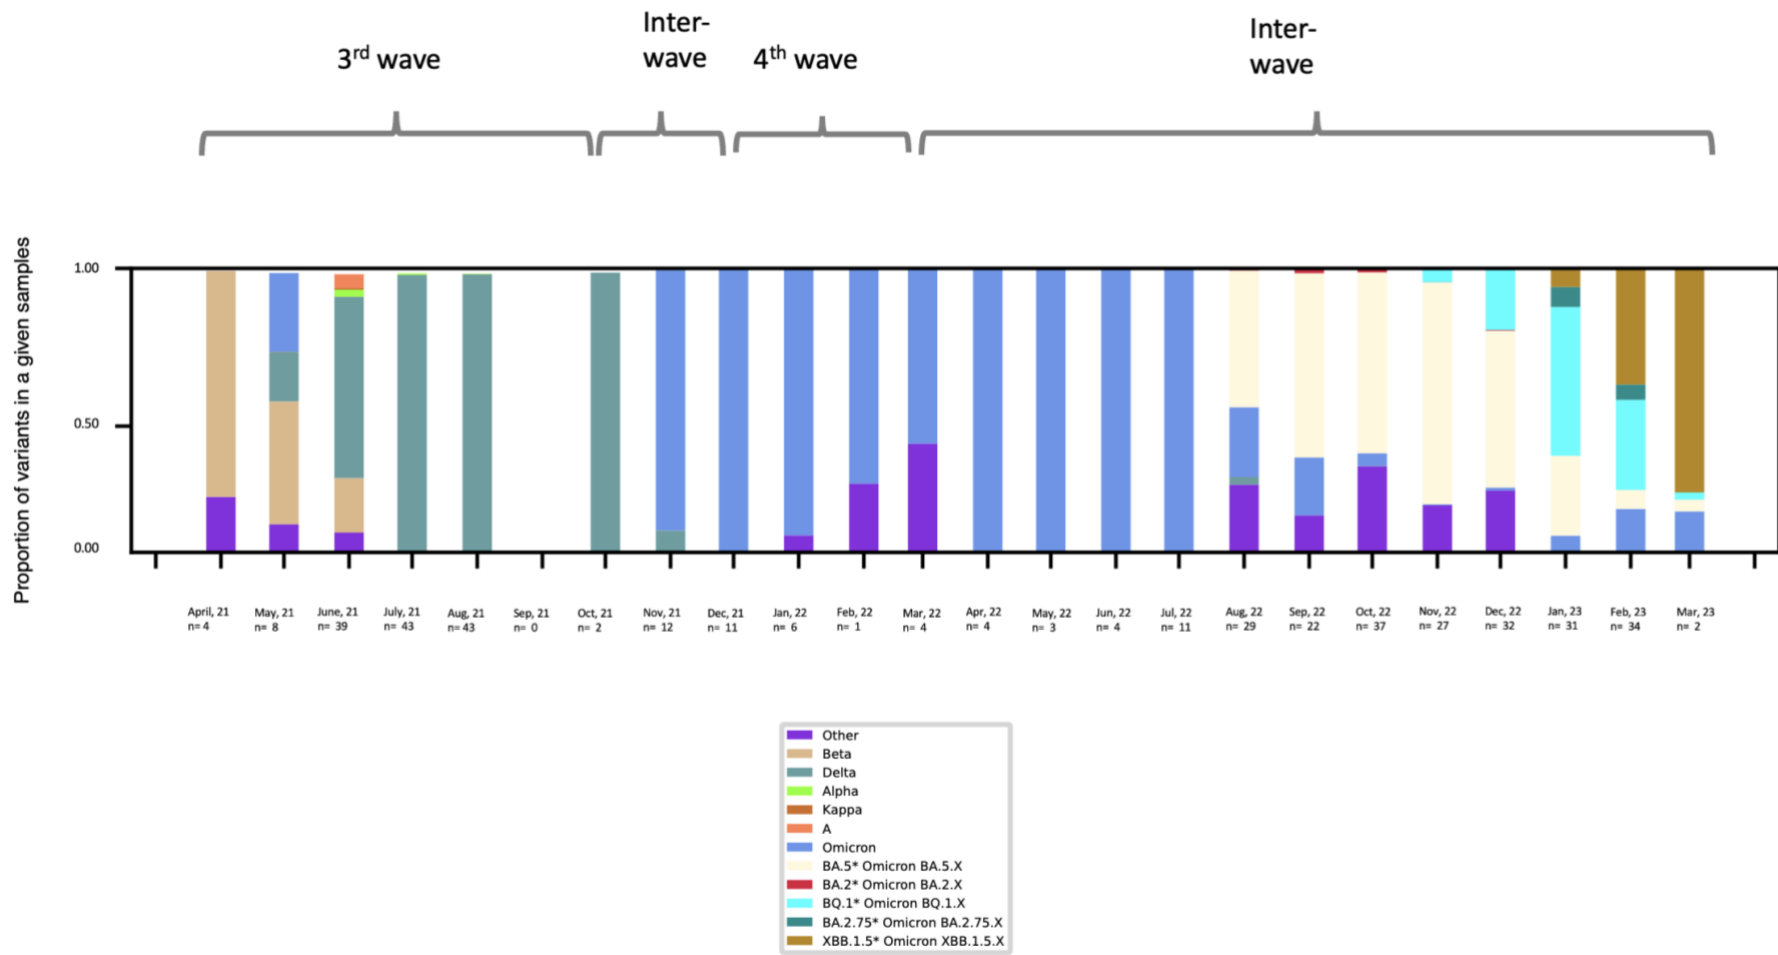 Inter-
wave
3rd wave
4th wave
Inter-
wave
Proportion of variants in a given samples
1.00
0.50
0.00
April, 21
n= 4
May, 21
n= 8
June, 21
n= 39
July, 21
n= 43
Aug, 21
n=43
Sep, 21
n= 0
Oct, 21
n= 2
Nov, 21
n= 12
Dec, 21
n= 11
Jan, 22
n= 6
Feb, 22
n= 1
Mar, 22
n= 4
Apr, 22
n= 4
May, 22
n= 3
Jun, 22
n= 4
Jul, 22
n= 11
Aug, 22
n= 29
Sep, 22
n= 22
Oct, 22
n= 37
Nov, 22
n= 27
Dec, 22
n= 32
Jan, 23
n= 31
Feb, 23
n= 34
Mar, 23
n= 2
Other
Beta
Delta
Alpha
Kappa
A
Omicron
BA.5* Omicron BA.5.X
BA.2* Omicron BA.2.X
BQ.1* Omicron BQ.1.X
BA.2.75* Omicron BA.2.75.X
XBB.1.5* Omicron XBB.1.5.X